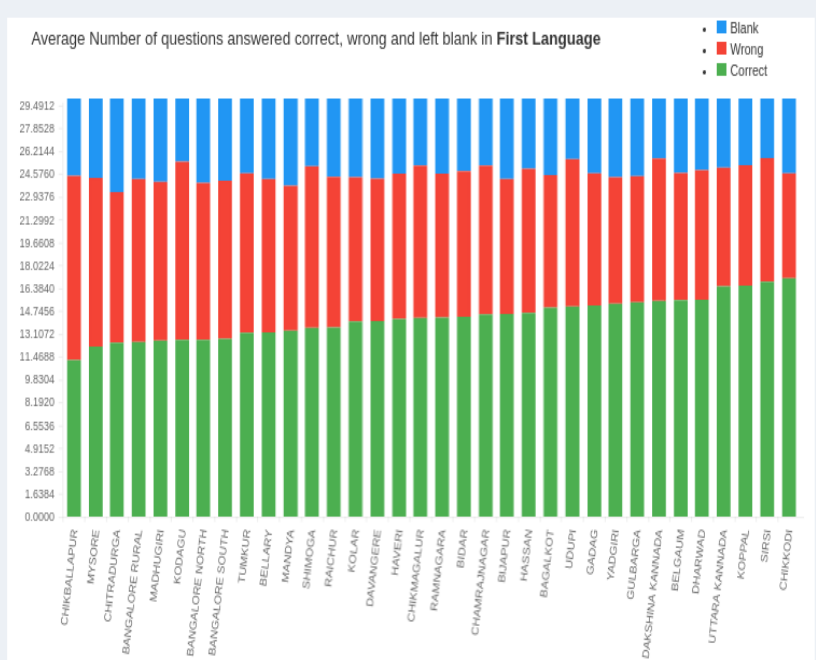 Average Number of questions answered correct, wrong and left blank in First Language
Blank
Wrong
Correct
29.4912
27.8528
26.2144
24.5760
22.9376
21.2992
19.6608
18.0224
16.3840
14.7456
13.1072
11.4688
9.8304
8.1920
6.5536
4.9152
3.2768
1.6384
0.0000
CHIKBALLAPUR
MYSORE
CHITRADURGA
BANGALORE RURAL
MADHUGIRI
KODAGU
BANGALORE NORTH
BANGALORE SOUTH
TUMKUR
BELLARY
MANDYA
SHIMOGA
RAICHUR
KOLAR
DAVANGERE
HAVERI
CHIKMAGALUR
RAMNAGARA
BIDAR
CHAMRAJNAGAR
BIJAPUR
HASSAN
BAGALKOT
UDUPI
GADAG
YADGIRI
GULBARGA
DAKSHINA KANNADA
BELGAUM
DHARWAD
UTTARA KANNADA
KOPPAL
SIRSI
CHIKKODI